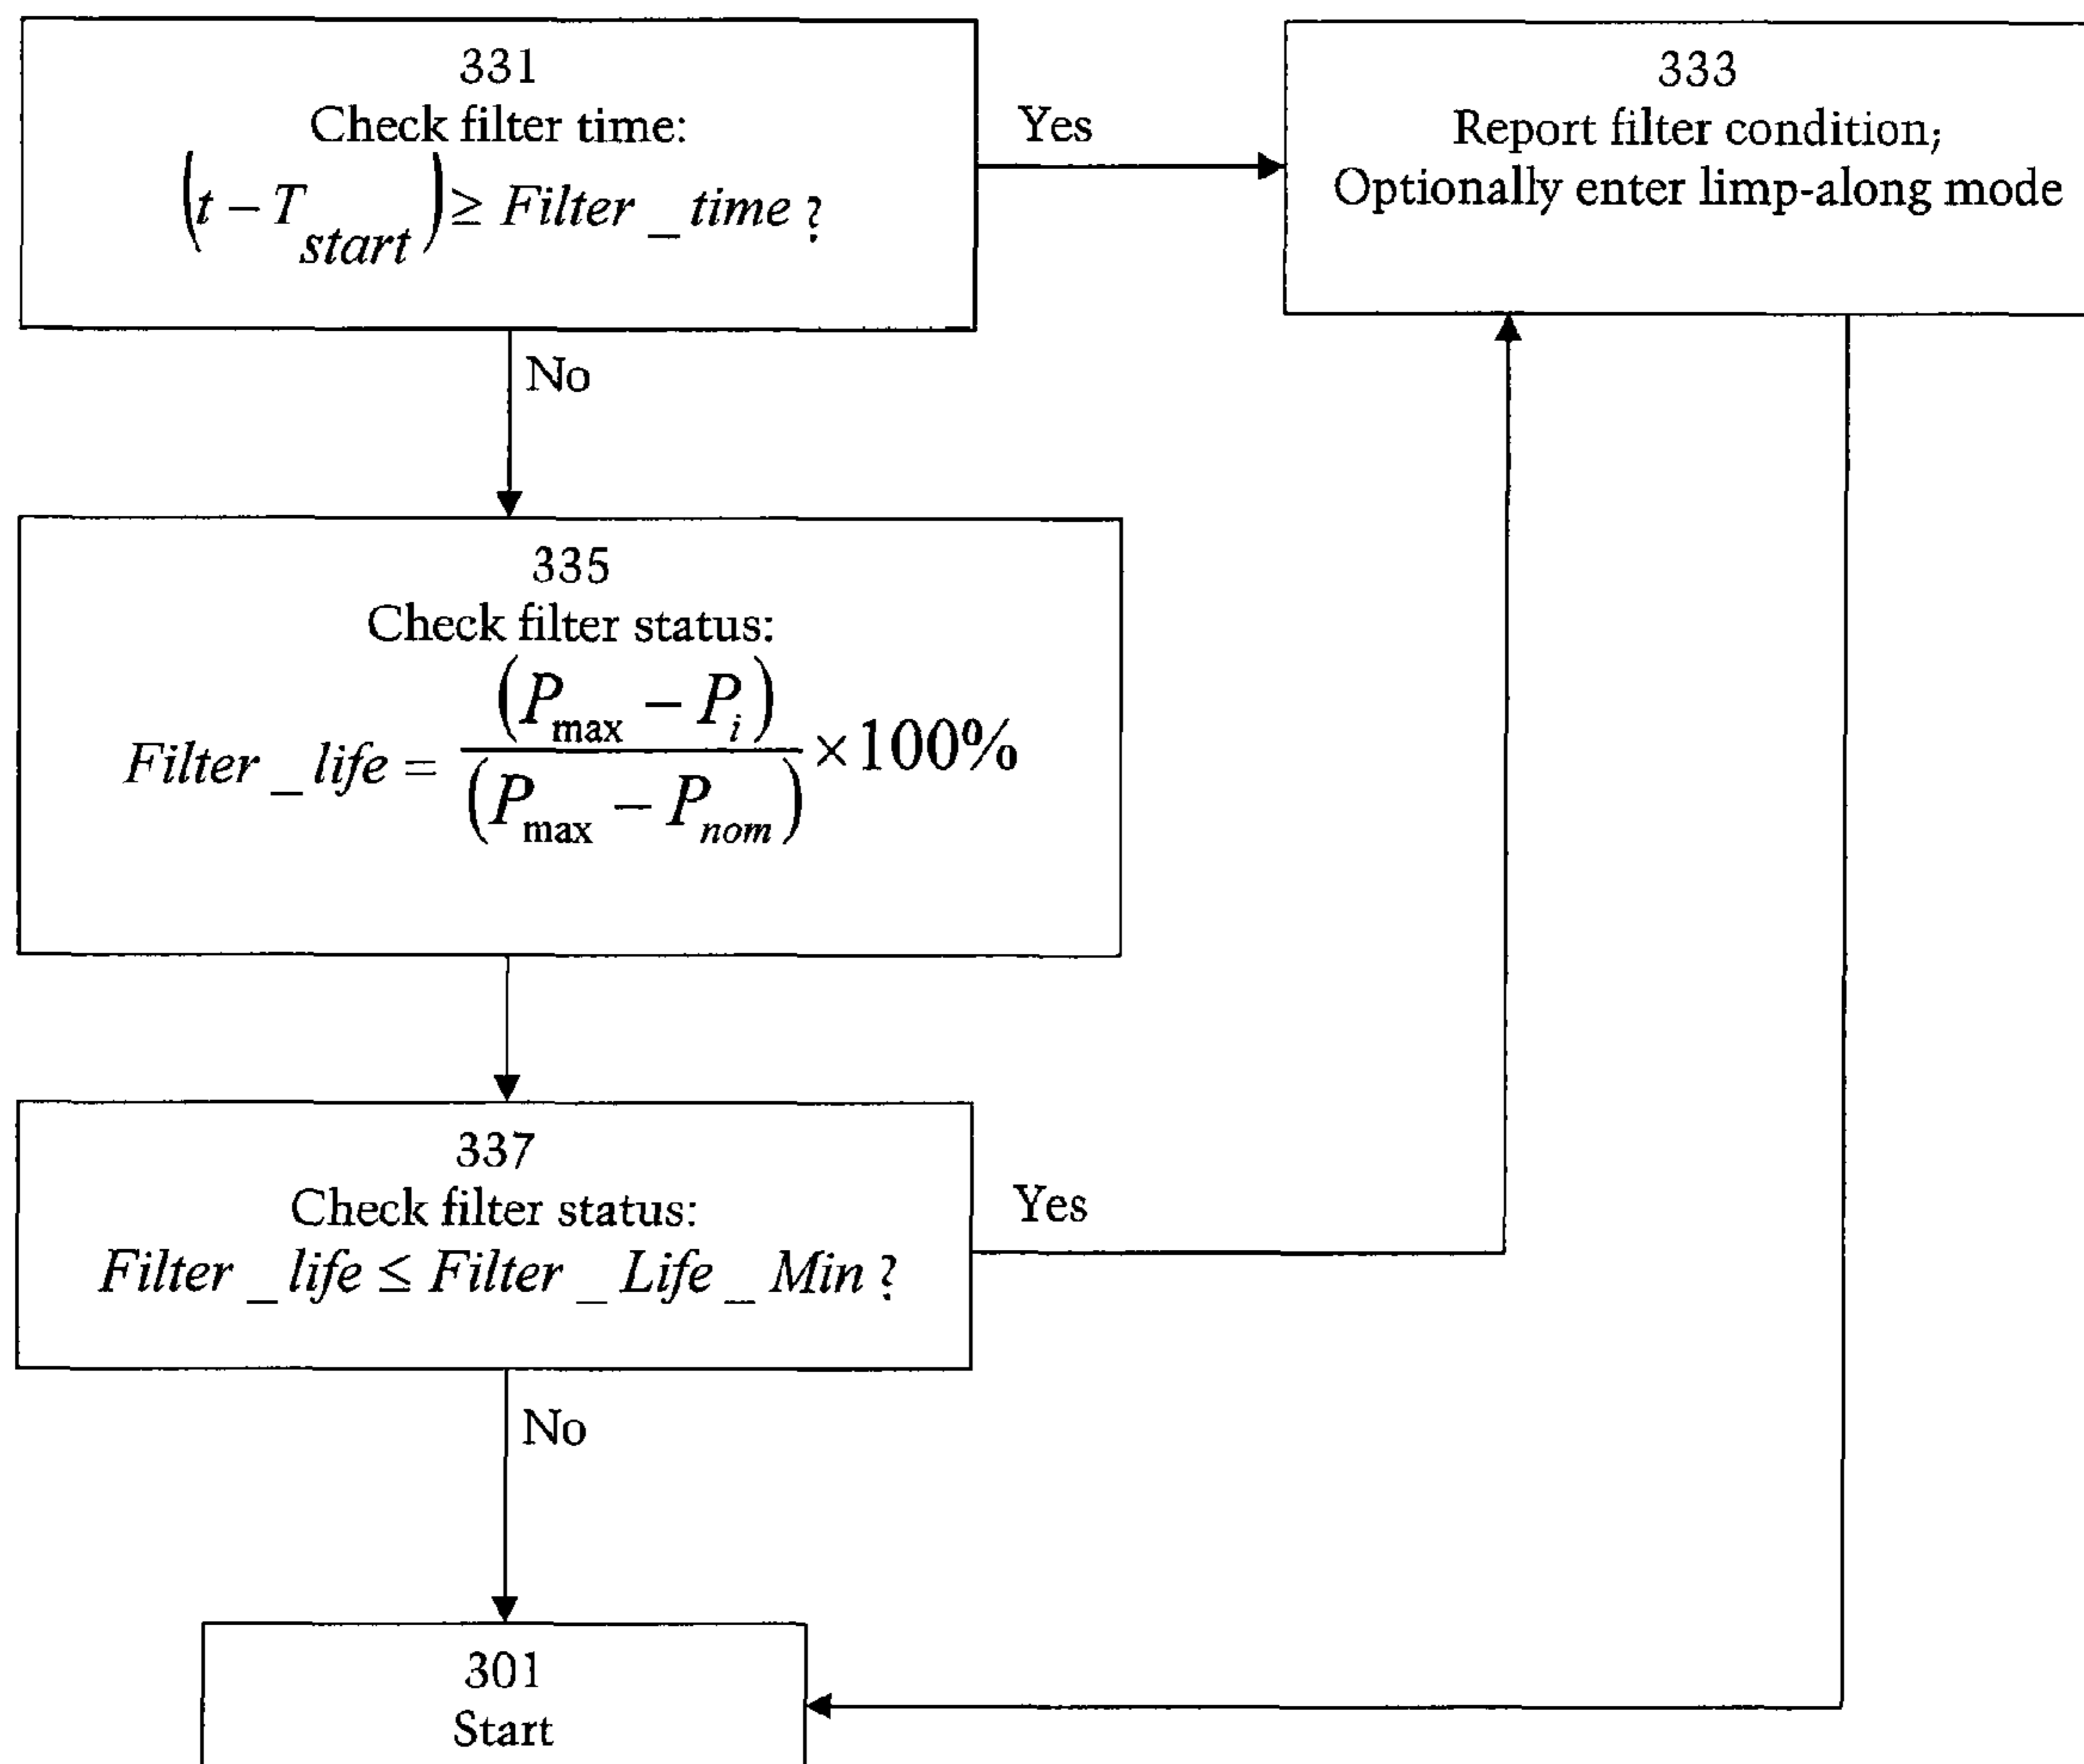 331
Check filter time:
(t – T_start) ≥ Filter _ time ?
Yes
333
Report filter condition;
Optionally enter limp-along mode
No
335
Check filter status:
Filter _ life = (P_max – P_i) / (P_max – P_nom) ×100%
337
Check filter status:
Filter _ life ≤ Filter _ Life _ Min ?
Yes
No
301
Start